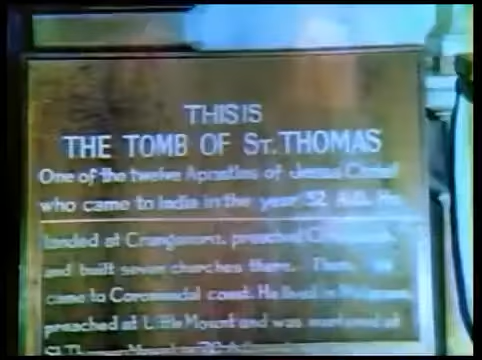 THIS IS
THE TOMB OF ST. THOMAS
One of the twelve Apostles of Jesus Christ
who came to India in the year 52 A.D. He
landed at Cranganore, preached
and built seven churches there.
came to Coromandel coast. He lived in
preached at Little Mount and was martyred at